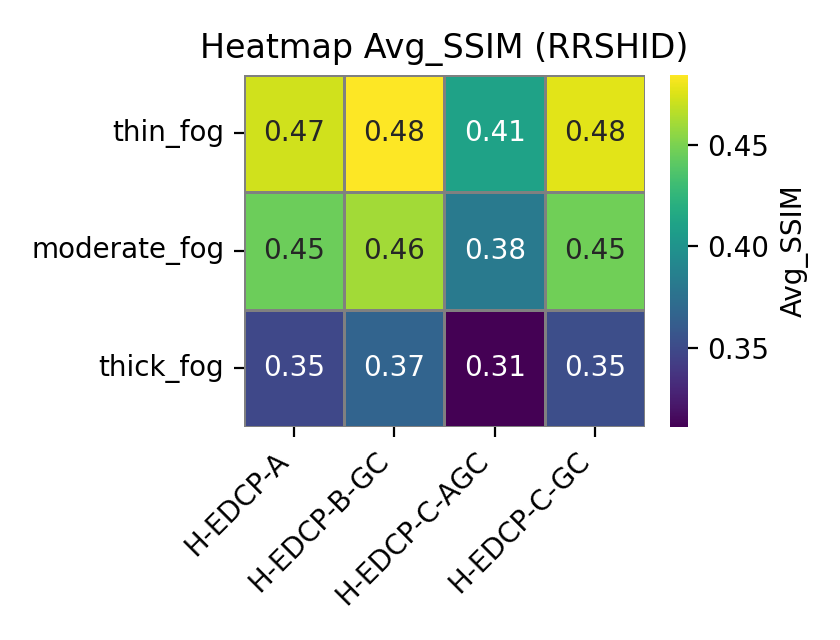 Heatmap Avg_SSIM (RRSHID)
thin_fog 0.47 0.48 0.41 0.48
moderate_fog 0.45 0.46 0.38 0.45
thick_fog 0.35 0.37 0.31 0.35
H-EDCP-A
H-EDCP-B-GC
H-EDCP-C-AGC
H-EDCP-C-GC
0.45
0.40
0.35
Avg_SSIM